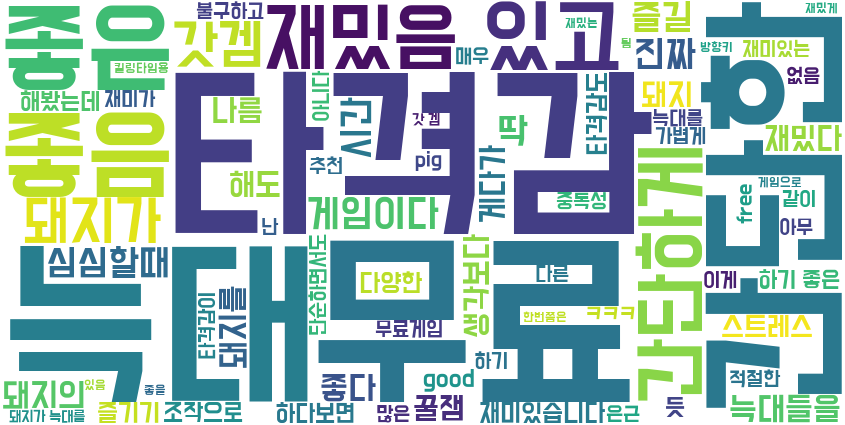 불구하고
좋은
갓겜
재밌음
있고
매우
재밌는
즐길
진짜
됨
방향키
재밌게
재미있는
없음
한번
킬링타임용
해봤는데
재미가
나름
아니다
시간
타격감
갓 겜
딱
타격감도
돼지
늑대를
가볍게
재밌다
좋음
추천
pig
해도
게다가
중독성
간단하게
게임으로
같이
free
아무
돼지가
게임이다
난
심심할때
늑대
무료
돼지를
타격감이
단순하면서도
다양한
생각보다
다른
이게
하기 좋은
무료게임
안번쯤은
ㅋㅋㅋ
스트레스
ㅋㅋ
돼지의
있음
좋은
좋다
good
하기
적절한
돼지가 늑대를
즐기기
조작으로
하다보면
많은
꿀잼
재미있습니다
은근
듯
늑대들을